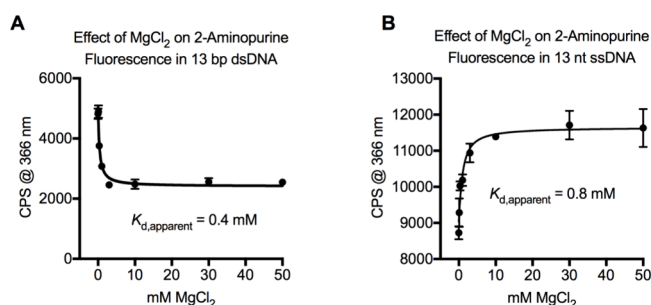 A
Effect of MgCl2 on 2-Aminopurine
Fluorescence in 13 bp dsDNA
6000
4000
2000
0
CPS @ 366 nm
Kd,apparent = 0.4 mM
0 10 20 30 40 50
mM MgCl2
B
Effect of MgCl2 on 2-Aminopurine
Fluorescence in 13 nt ssDNA
13000
12000
11000
10000
9000
8000
CPS @ 366 nm
Kd,apparent = 0.8 mM
0 10 20 30 40 50
mM MgCl2